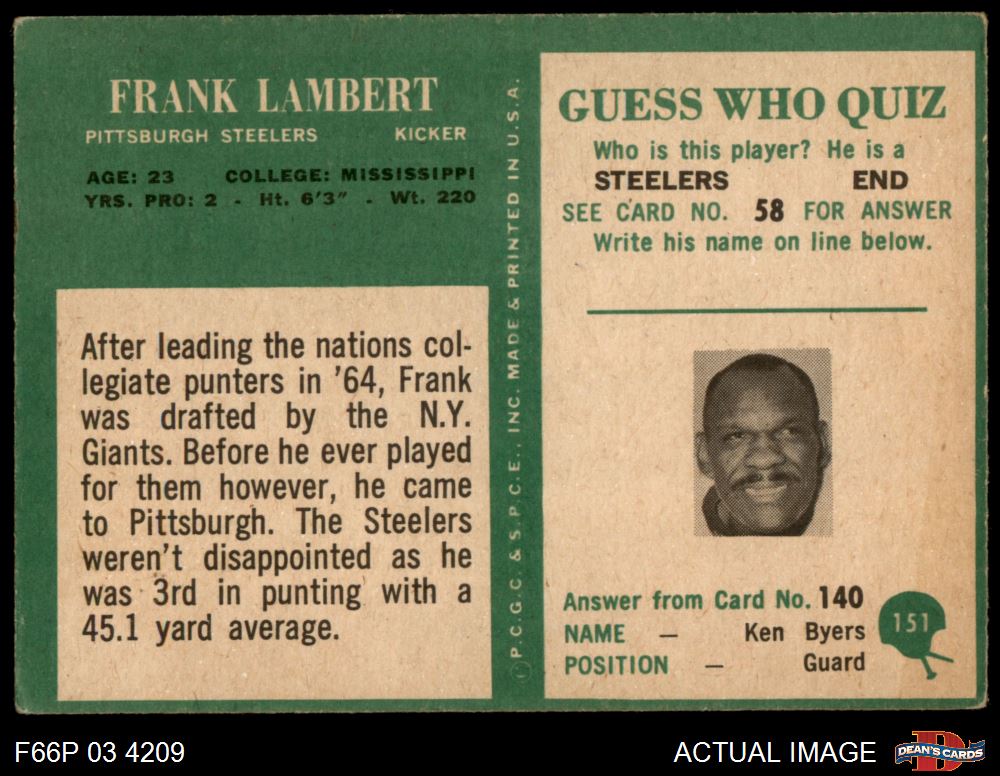 FRANK LAMBERT
PITTSBURGH STEELERS KICKER
AGE: 23 COLLEGE: MISSISSIPPI
YRS. PRO: 2 - Ht. 6'3" - Wt. 220
After leading the nations col-
legiate punters in '64, Frank
was drafted by the N.Y.
Giants. Before he ever played
for them however, he came
to Pittsburgh. The Steelers
weren't disappointed as he
was 3rd in punting with a
45.1 yard average.
Ⓒ P.C.G.C. & S.P.C.E., INC. MADE & PRINTED IN U.S.A.
GUESS WHO QUIZ
Who is this player? He is a
STEELERS END
SEE CARD NO. 58 FOR ANSWER
Write his name on line below.
Answer from Card No. 140
NAME — Ken Byers
POSITION — Guard
151
F66P 03 4209
ACTUAL IMAGE
D
DEAN'S CARDS